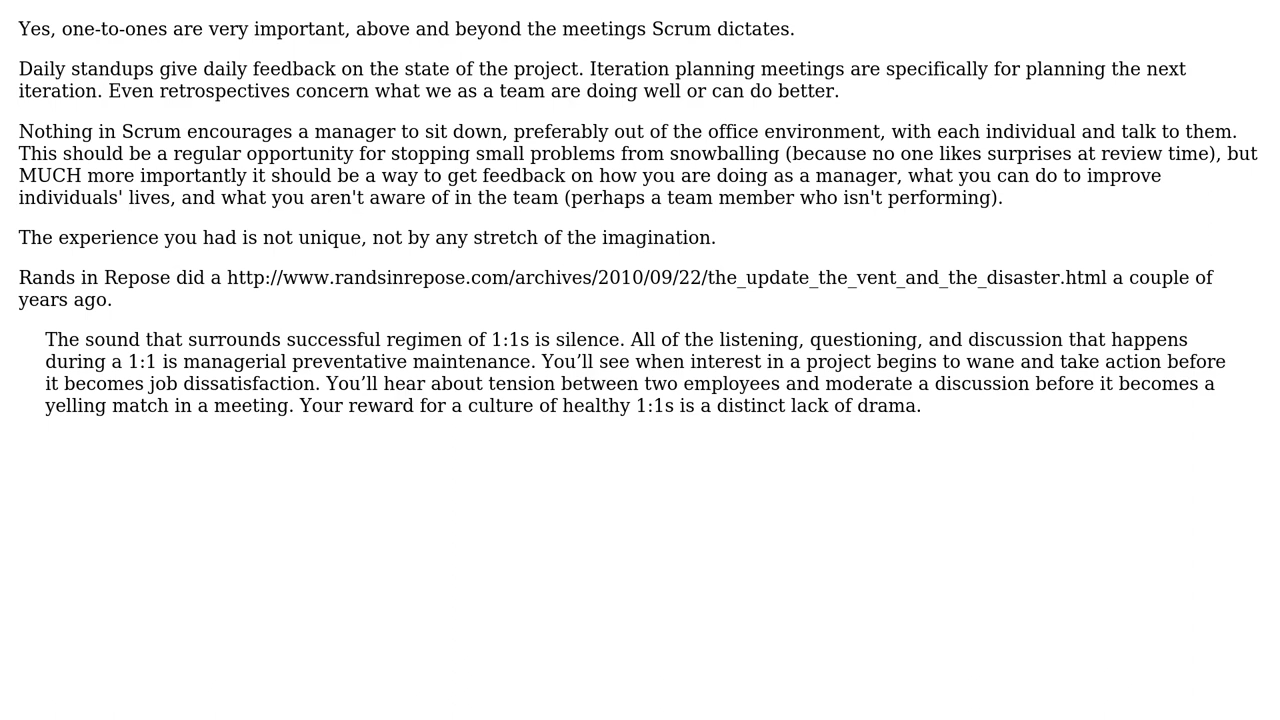 Yes, one-to-ones are very important, above and beyond the meetings Scrum dictates.
Daily standups give daily feedback on the state of the project. Iteration planning meetings are specifically for planning the next
iteration. Even retrospectives concern what we as a team are doing well or can do better.
Nothing in Scrum encourages a manager to sit down, preferably out of the office environment, with each individual and talk to them.
This should be a regular opportunity for stopping small problems from snowballing (because no one likes surprises at review time), but
MUCH more importantly it should be a way to get feedback on how you are doing as a manager, what you can do to improve
individuals' lives, and what you aren't aware of in the team (perhaps a team member who isn't performing).
The experience you had is not unique, not by any stretch of the imagination.
Rands in Repose did a http://www.randsinrepose.com/archives/2010/09/22/the_update_the_vent_and_the_disaster.html a couple of
years ago.
The sound that surrounds successful regimen of 1:1s is silence. All of the listening, questioning, and discussion that happens
during a 1:1 is managerial preventative maintenance. You’ll see when interest in a project begins to wane and take action before
it becomes job dissatisfaction. You’ll hear about tension between two employees and moderate a discussion before it becomes a
yelling match in a meeting. Your reward for a culture of healthy 1:1s is a distinct lack of drama.